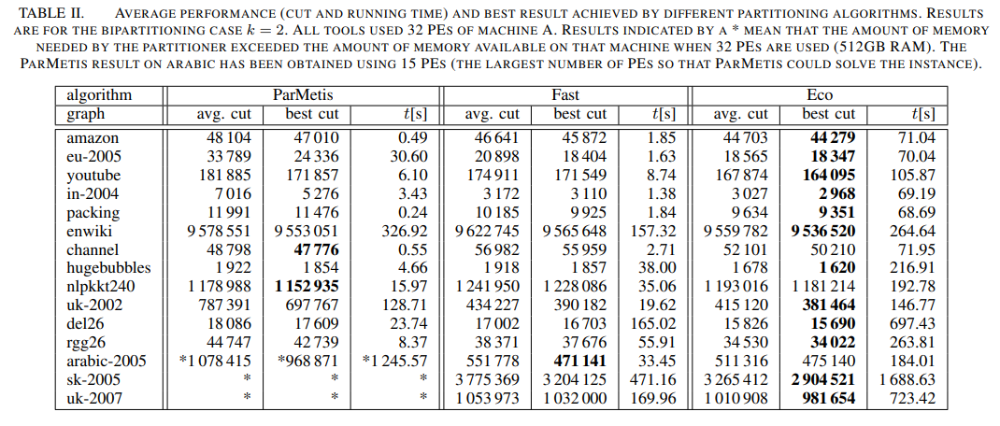 TABLE II. AVERAGE PERFORMANCE (CUT AND RUNNING TIME) AND BEST RESULT ACHIEVED BY DIFFERENT PARTITIONING ALGORITHMS. RESULTS
ARE FOR THE BIPARTITIONING CASE k = 2. ALL TOOLS USED 32 PES OF MACHINE A. RESULTS INDICATED BY A * MEAN THAT THE AMOUNT OF MEMORY
NEEDED BY THE PARTITIONER EXCEEDED THE AMOUNT OF MEMORY AVAILABLE ON THAT MACHINE WHEN 32 PES ARE USED (512GB RAM). THE
PARMETIS RESULT ON ARABIC HAS BEEN OBTAINED USING 15 PES (THE LARGEST NUMBER OF PES SO THAT PARMETIS COULD SOLVE THE INSTANCE).
algorithm ParMetis Fast Eco
graph avg. cut best cut t[s] avg. cut best cut t[s] avg. cut best cut t[s]
amazon 48 104 47 010 0.49 46 641 45 872 1.85 44 703 44 279 71.04
eu-2005 33 789 24 336 30.60 20 898 18 404 1.63 18 565 18 347 70.04
youtube 181 885 171 857 6.10 174 911 171 549 8.74 167 874 164 095 105.87
in-2004 7 016 5 276 3.43 3 172 3 110 1.38 3 027 2 968 69.19
packing 11 991 11 476 0.24 10 185 9 925 1.84 9 634 9 351 68.69
enwiki 9 578 551 9 553 051 326.92 9 622 745 9 565 648 157.32 9 559 782 9 536 520 264.64
channel 48 798 47 776 0.55 56 982 55 959 2.71 52 101 50 210 71.95
hugebubbles 1 922 1 854 4.66 1 918 1 857 38.00 1 678 1 620 216.91
nlpkkt240 1 178 988 1 152 935 15.97 1 241 950 1 228 086 35.06 1 193 016 1 181 214 192.78
uk-2002 787 391 697 767 128.71 434 227 390 182 19.62 415 120 381 464 146.77
del26 18 086 17 609 23.74 17 002 16 703 165.02 15 826 15 690 697.43
rgg26 44 747 42 739 8.37 38 371 37 676 55.91 34 530 34 022 263.81
arabic-2005 *1 078 415 *968 871 *1 245.57 551 778 471 141 33.45 511 316 475 140 184.01
sk-2005 * * * 3 775 369 3 204 125 471.16 3 265 412 2 904 521 1 688.63
uk-2007 * * * 1 053 973 1 032 000 169.96 1 010 908 981 654 723.42